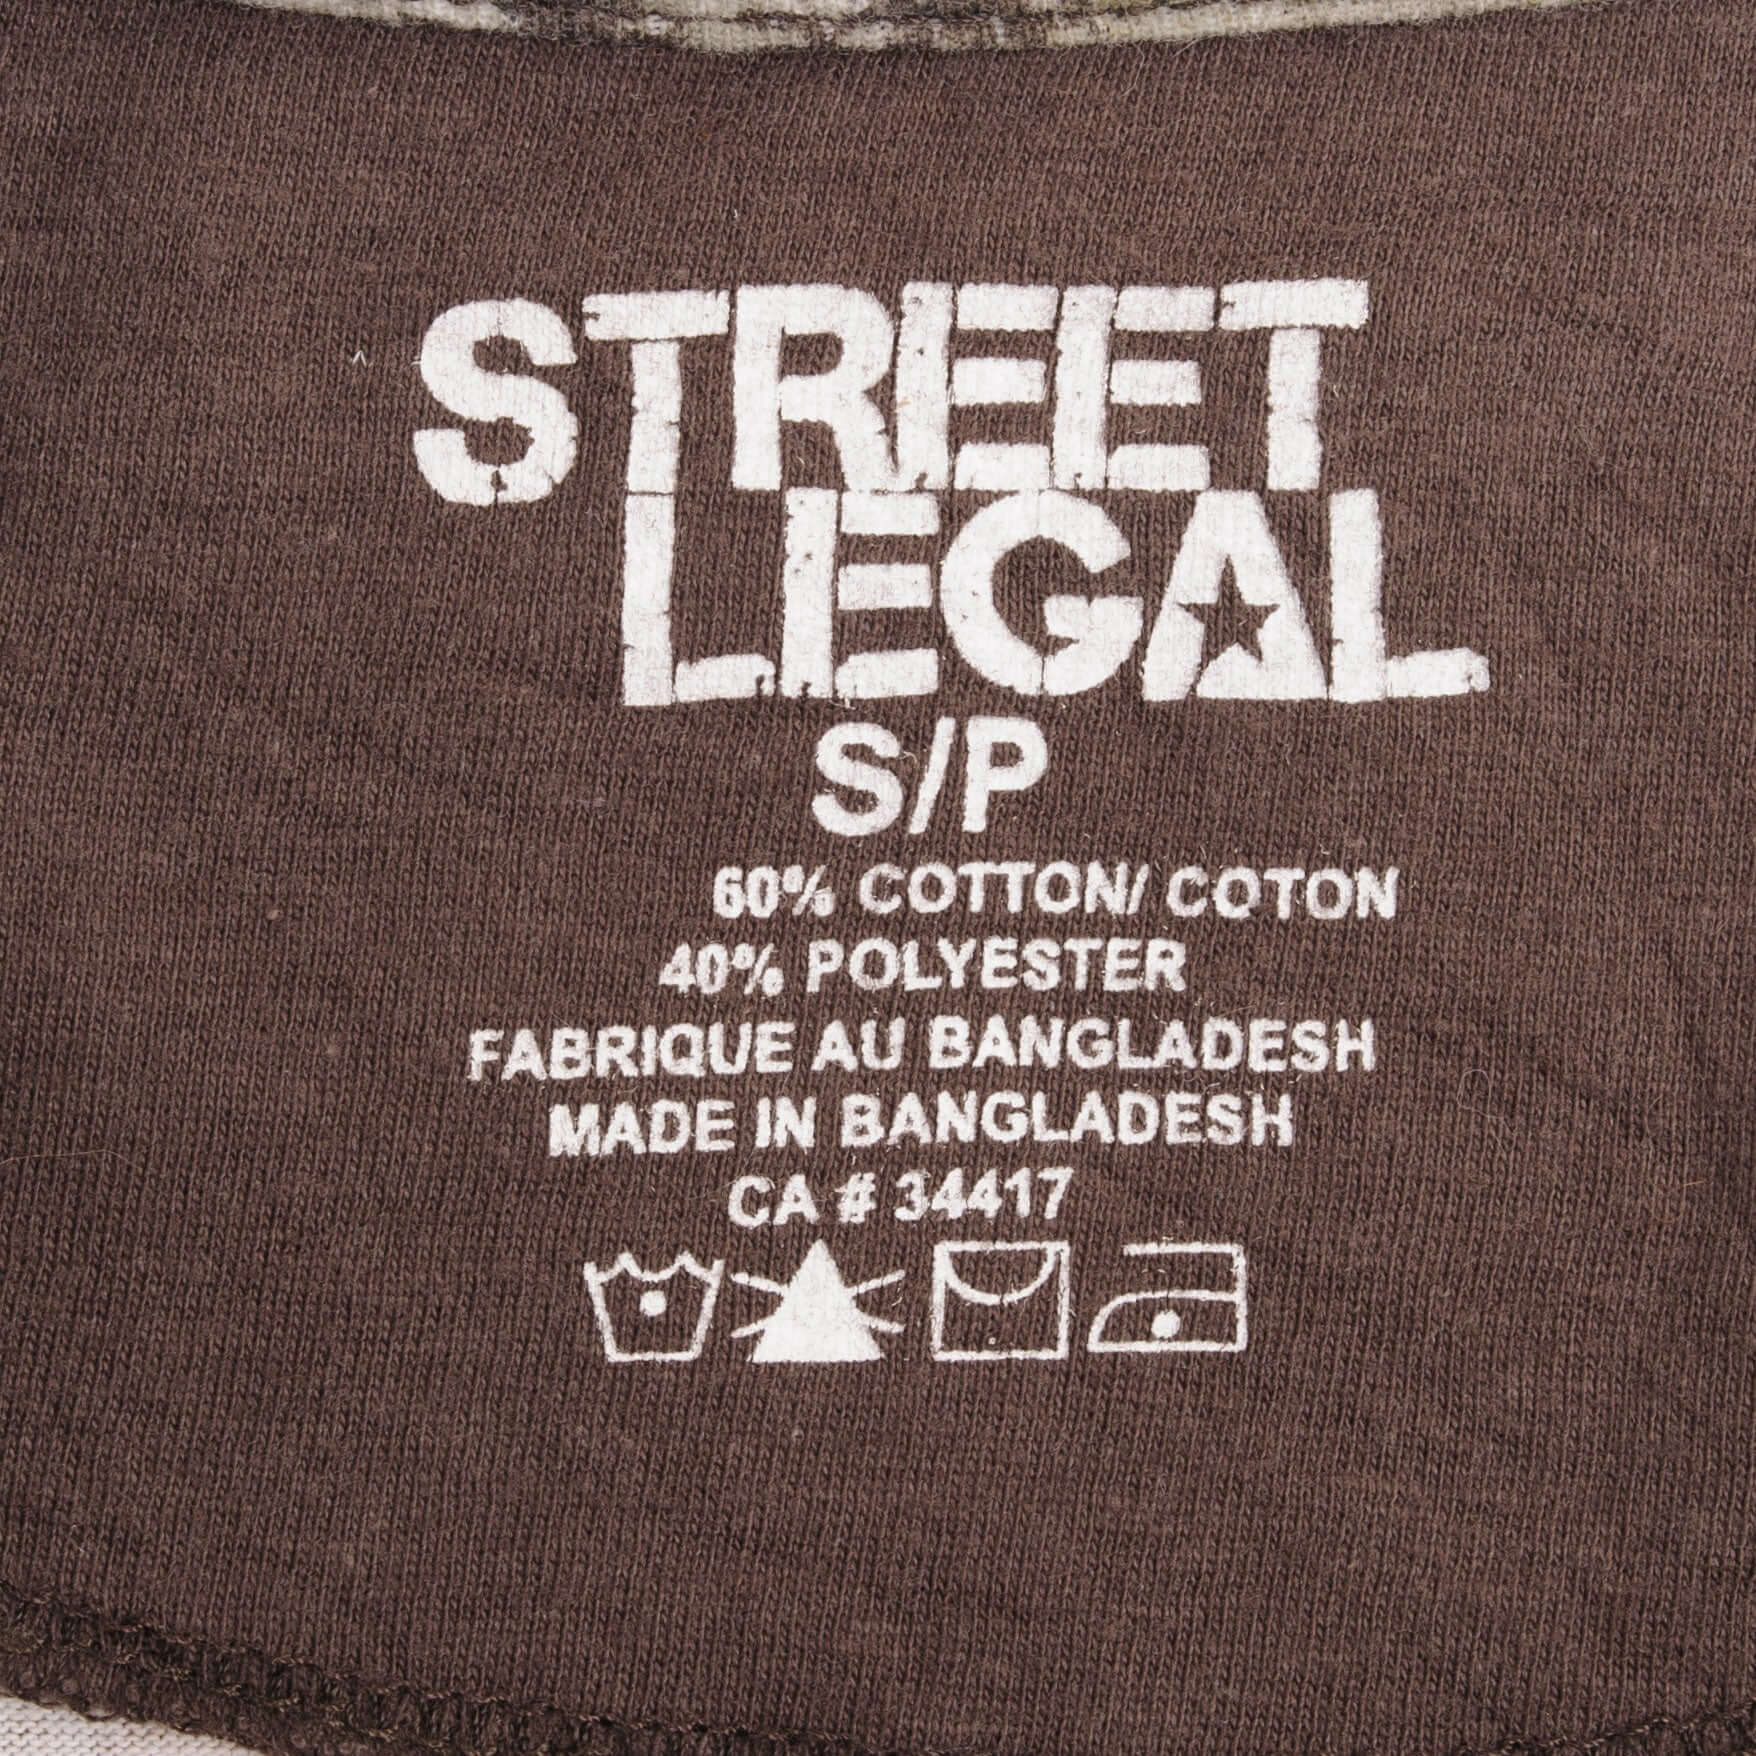 STREET
LEGAL
S/P
60% COTTON/ COTON
40% POLYESTER
FABRIQUE AU BANGLADESH
MADE IN BANGLADESH
CA # 34417